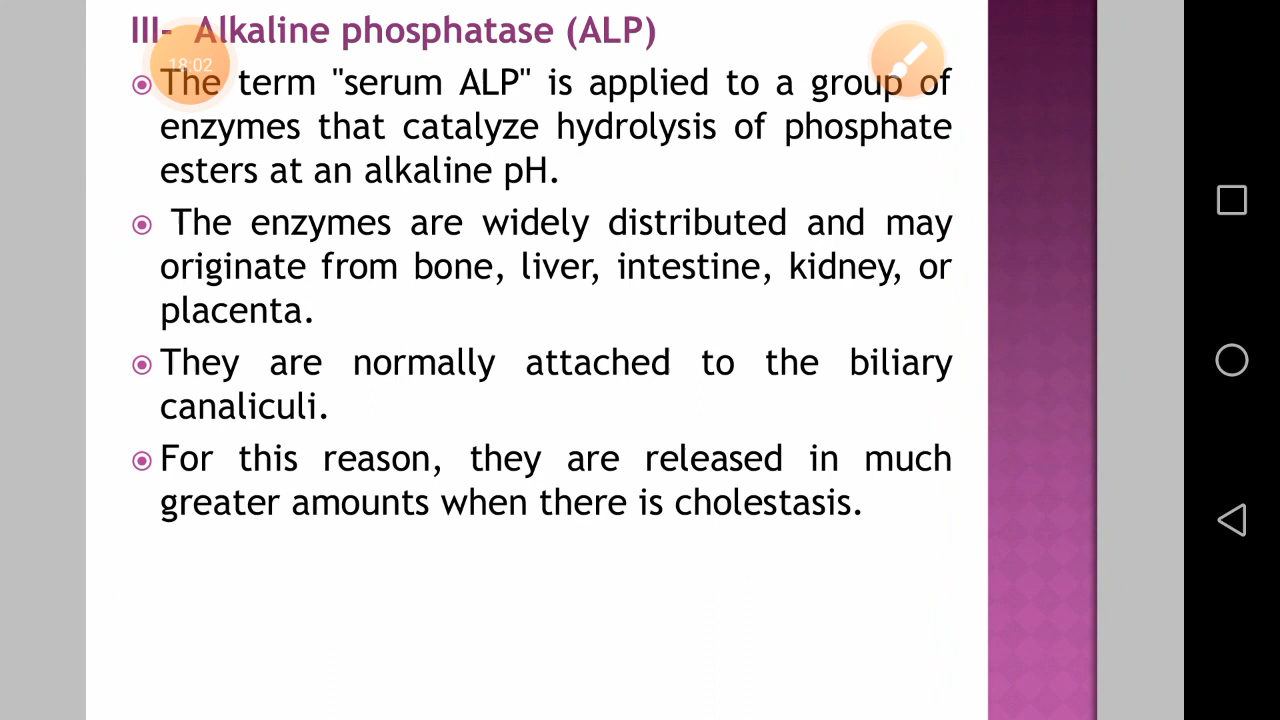 III- Alkaline phosphatase (ALP)
18:02
The term "serum ALP" is applied to a group of
enzymes that catalyze hydrolysis of phosphate
esters at an alkaline pH.
The enzymes are widely distributed and may
originate from bone, liver, intestine, kidney, or
placenta.
They are normally attached to the biliary
canaliculi.
For this reason, they are released in much
greater amounts when there is cholestasis.